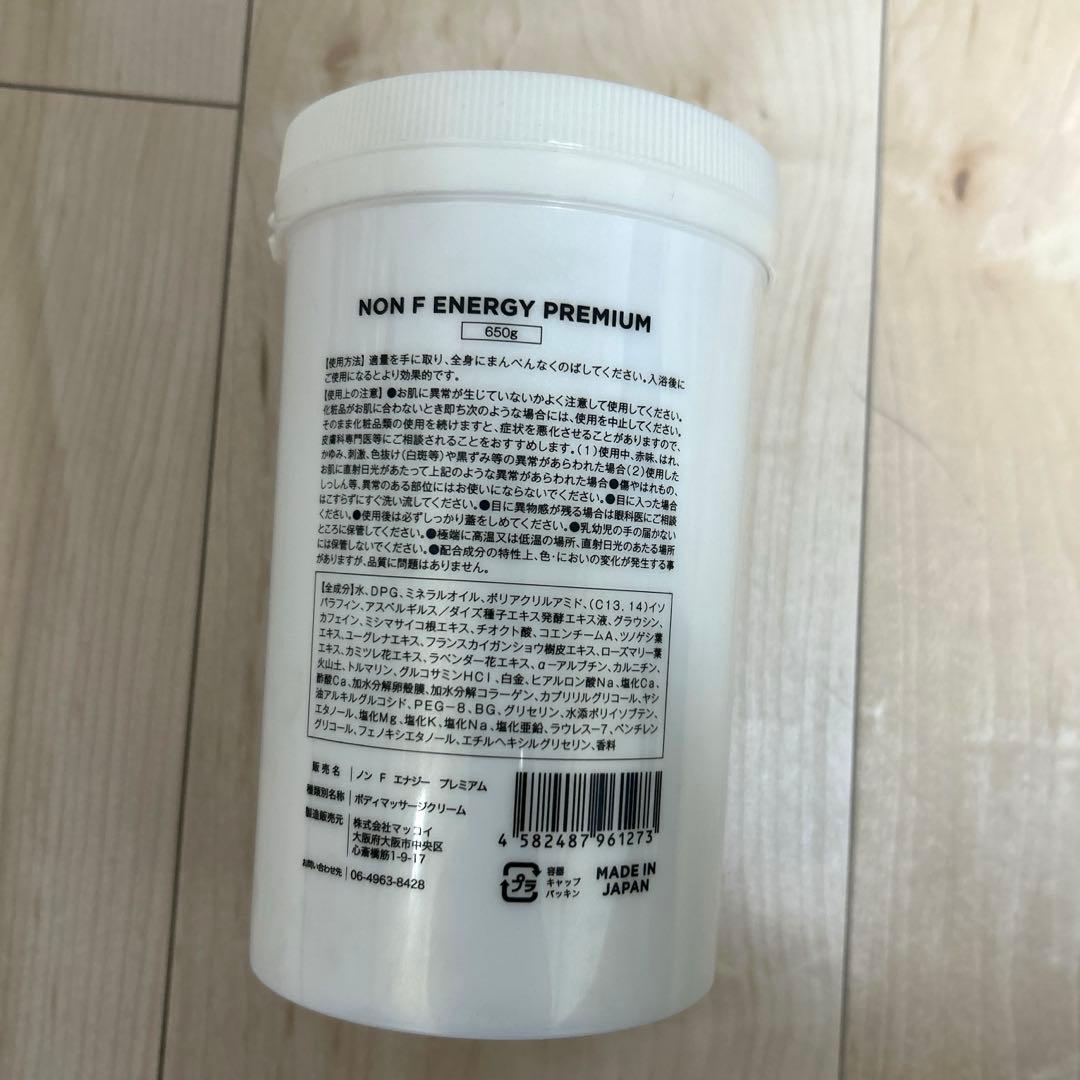 NON F ENERGY PREMIUM
650g
【使用方法】適量を手に取り、全身にまんべんなくのばしてください。入浴後に
ご使用になるとより効果的です。
【使用上の注意】●お肌に異常が生じていないかよく注意して使用してください。
化粧品がお肌に合わないとき即ち次のような場合には、使用を中止してください。
そのまま化粧品類の使用を続けますと、症状を悪化させることがありますので、
皮膚科専門医等にご相談されることをおすすめします。(1)使用中、赤味、はれ、
かゆみ、刺激、色抜け(白斑等)や黒ずみ等の異常があらわれた場合(2)使用した
お肌に直射日光があたって上記のような異常があらわれた場合●傷やはれもの、
しっしん等、異常のある部位にはお使いにならないでください。●目に入った場合
はこすらずにすぐ洗い流してください。●目に異物感が残る場合は眼科医にご相談
ください。●使用後は必ずしっかり蓋をしめてください。●乳幼児の手の届かない
ところに保管してください。●極端に高温又は低温の場所、直射日光のあたる場所
には保管しないでください。●配合成分の特性上、色・においの変化が発生する事
がありますが、品質に問題はありません。
【全成分】水、DPG、ミネラルオイル、ポリアクリルアミド、(C13,14)イソ
パラフィン、アスペルギルス/ダイズ種子エキス発酵エキス液、グラウシン、
カフェイン、ミシマサイコ根エキス、チオクト酸、コエンチームA、ツノゲシ葉
エキス、ユーグレナエキス、フランスカイガンショウ樹皮エキス、ローズマリー葉
エキス、カミツレ花エキス、ラベンダー花エキス、α-アルブチン、カルニチン、
火山土、トルマリン、グルコサミンHCl、白金、ヒアルロン酸Na、塩化Ca、
酢酸Ca、加水分解卵殻膜、加水分解コラーゲン、カプリリルグリコール、ヤシ
油アルキルグルコシド、PEG-8、BG、グリセリン、水添ポリイソブテン、
エタノール、塩化Mg、塩化K、塩化Na、塩化亜鉛、ラウレス-7、ペンチレン
グリコール、フェノキシエタノール、エチルヘキシルグリセリン、香料
販売名 ノン F エナジー プレミアム
種類別名称 ボディマッサージクリーム
製造販売元 株式会社マッコイ
大阪府大阪市中央区
心斎橋筋1-9-17
お問い合わせ先 06-4963-8428
4 582487 961273
プラ
容器
キャップ
パッキン
MADE IN
JAPAN